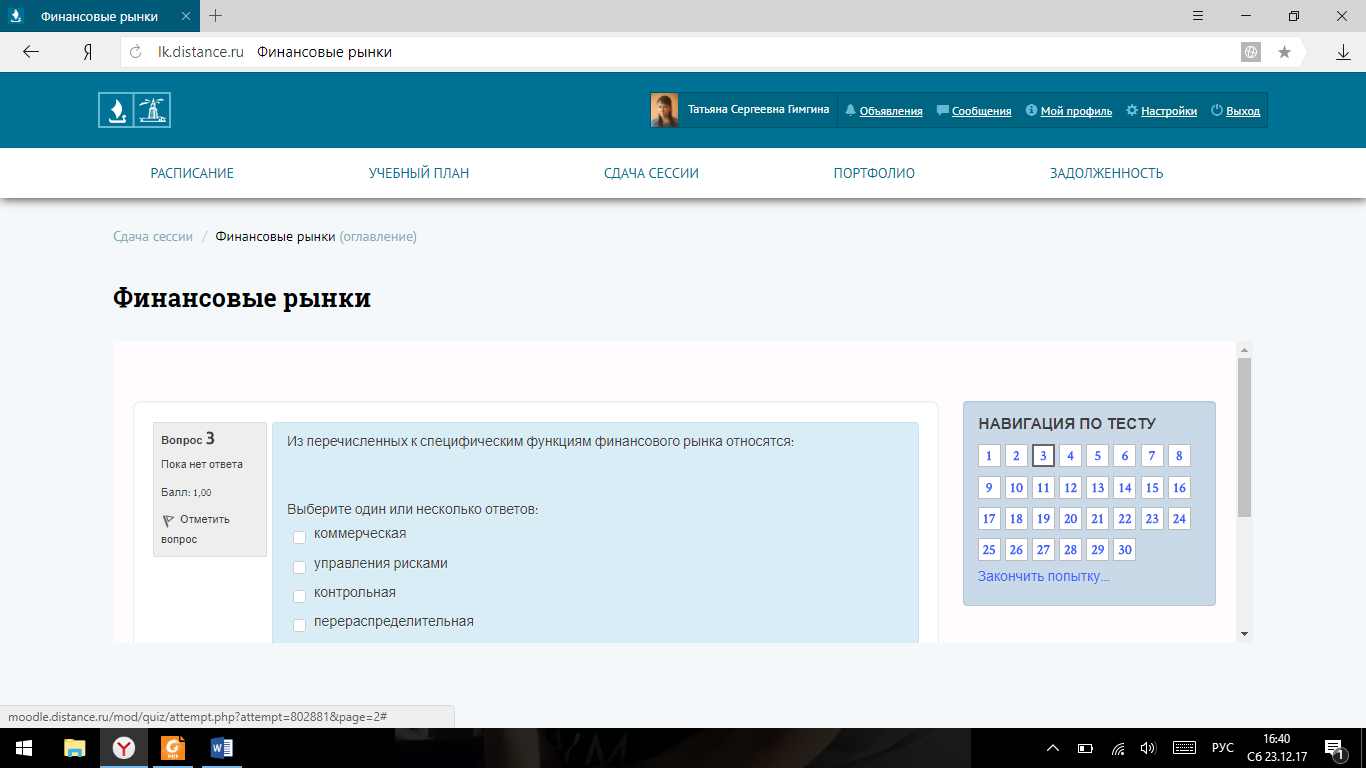 Финансовые рынки
lk.distance.ru Финансовые рынки
Татьяна Сергеевна Гимгина Объявления Сообщения Мой профиль Настройки Выход
РАСПИСАНИЕ УЧЕБНЫЙ ПЛАН СДАЧА СЕССИИ ПОРТФОЛИО ЗАДОЛЖЕННОСТЬ
Сдача сессии / Финансовые рынки (оглавление)
Финансовые рынки
Вопрос 3
Пока нет ответа
Балл: 1,00
Отметить
вопрос
Из перечисленных к специфическим функциям финансового рынка относятся:
Выберите один или несколько ответов:
коммерческая
управления рисками
контрольная
перераспределительная
НАВИГАЦИЯ ПО ТЕСТУ
1 2 3 4 5 6 7 8
9 10 11 12 13 14 15 16
17 18 19 20 21 22 23 24
25 26 27 28 29 30
Закончить попытку...
moodle.distance.ru/mod/quiz/attempt.php?attempt=802881&page=2#
РУС
16:40
Сб 23.12.17
1